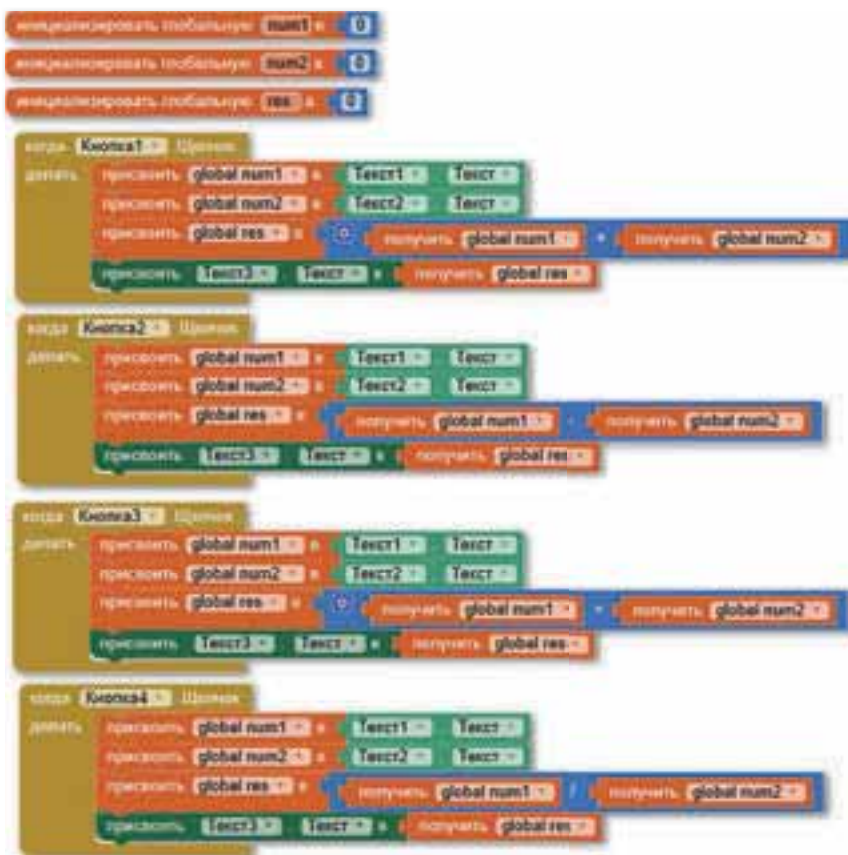 инициализировать глобальную num1 в 0
инициализировать глобальную num2 в 0
инициализировать глобальную res в 0
когда Кнопка1 Щелчок
делать присвоить global num1 в Текст1 Текст
присвоить global num2 в Текст2 Текст
присвоить global res в получить global num1 + получить global num2
присвоить Текст3 Текст в получить global res
когда Кнопка2 Щелчок
делать присвоить global num1 в Текст1 Текст
присвоить global num2 в Текст2 Текст
присвоить global res в получить global num1 - получить global num2
присвоить Текст3 Текст в получить global res
когда Кнопка3 Щелчок
делать присвоить global num1 в Текст1 Текст
присвоить global num2 в Текст2 Текст
присвоить global res в получить global num1 × получить global num2
присвоить Текст3 Текст в получить global res
когда Кнопка4 Щелчок
делать присвоить global num1 в Текст1 Текст
присвоить global num2 в Текст2 Текст
присвоить global res в получить global num1 / получить global num2
присвоить Текст3 Текст в получить global res